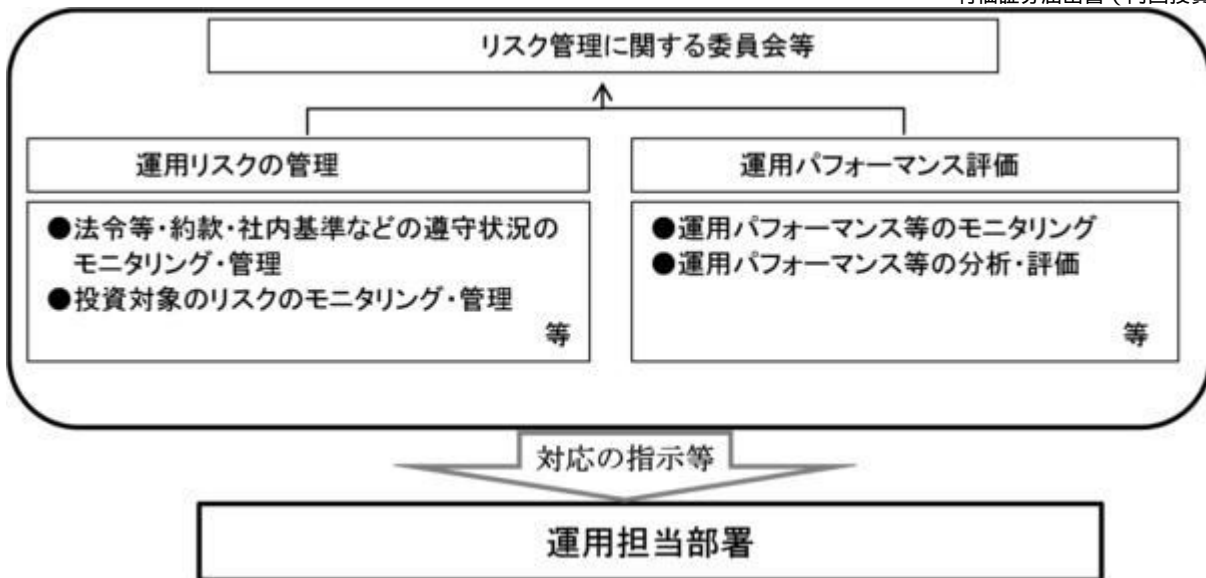 リスク管理に関する委員会等
運用リスクの管理
●法令等・約款・社内基準などの遵守状況の
モニタリング・管理
●投資対象のリスクのモニタリング・管理
等
運用パフォーマンス評価
●運用パフォーマンス等のモニタリング
●運用パフォーマンス等の分析・評価
等
対応の指示等
運用担当部署